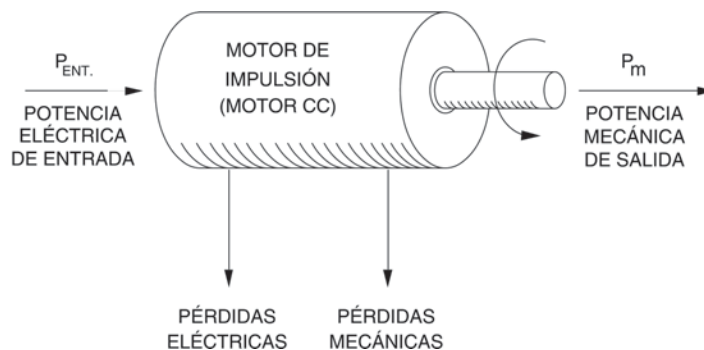 P_ENT.
POTENCIA
ELÉCTRICA
DE ENTRADA
MOTOR DE
IMPULSIÓN
(MOTOR CC)
P_m
POTENCIA
MECÁNICA
DE SALIDA
PÉRDIDAS
ELÉCTRICAS
PÉRDIDAS
MECÁNICAS